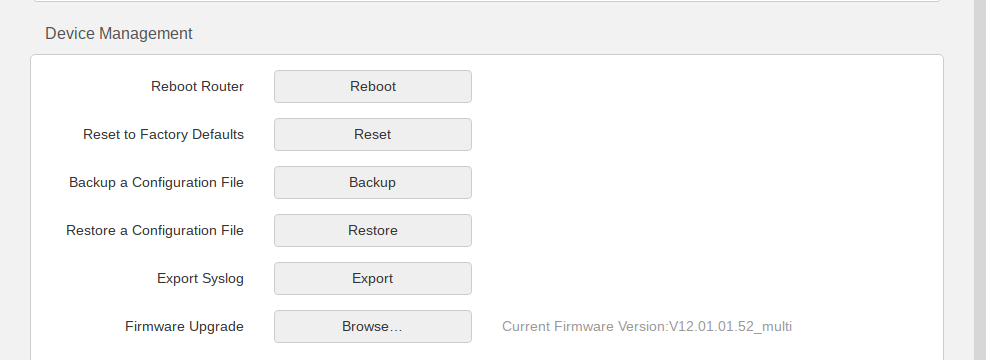 Device Management
Reboot Router Reboot
Reset to Factory Defaults Reset
Backup a Configuration File Backup
Restore a Configuration File Restore
Export Syslog Export
Firmware Upgrade Browse… Current Firmware Version:V12.01.01.52_multi